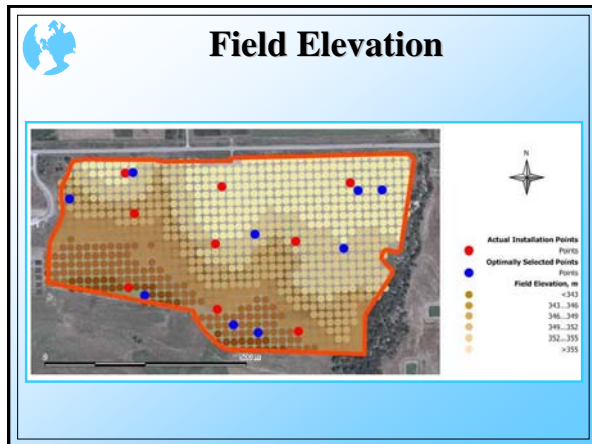 Field Elevation
N
Actual Installation Points
Points
Optimally Selected Points
Points
Field Elevation, m
<343
343...346
346...349
349...352
352...355
>355
0